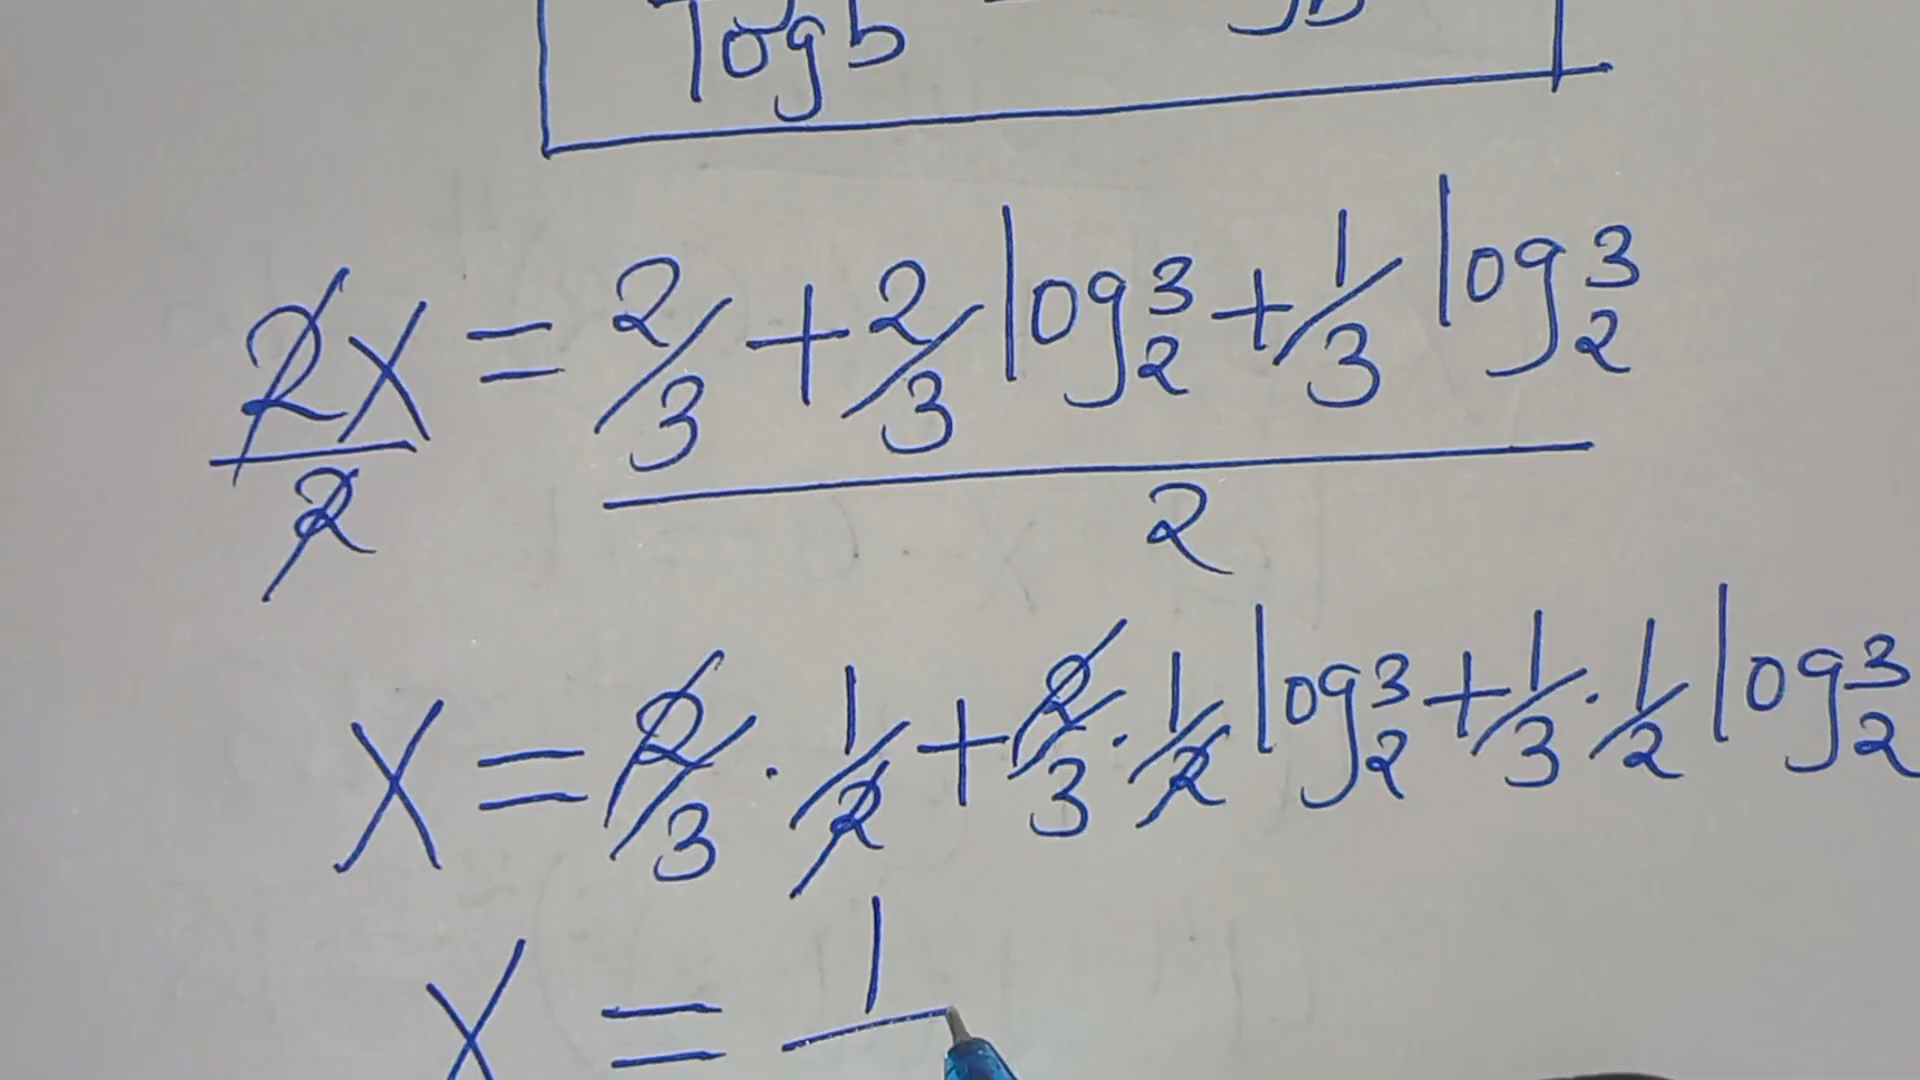 log b
2x/2 = (2/3 + 2/3 log₂3 + 1/3 log₂3)/2
x = 2/3 · 1/2 + 2/3 · 1/2 log₂3 + 1/3 · 1/2 log₂3
x = 1